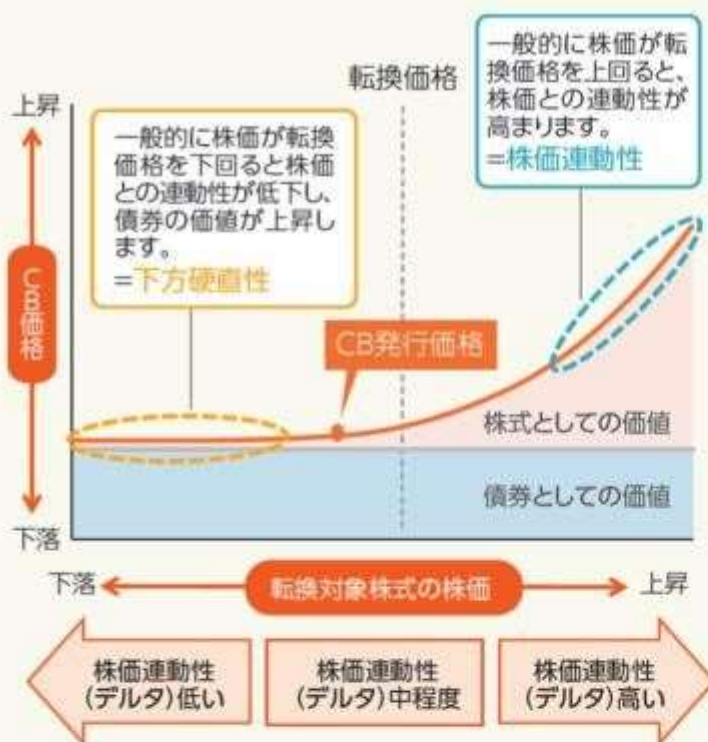 一般的に株価が転
換価格を上回ると、
株価との連動性が
高まります。
=株価連動性
転換価格
上昇
一般的に株価が転換
価格を下回ると株価
との連動性が低下し、
債券の価値が上昇し
ます。
=下方硬直性
CB価格
CB発行価格
株式としての価値
債券としての価値
下落
下落
転換対象株式の株価
上昇
株価連動性
(デルタ)低い
株価連動性
(デルタ)中程度
株価連動性
(デルタ)高い